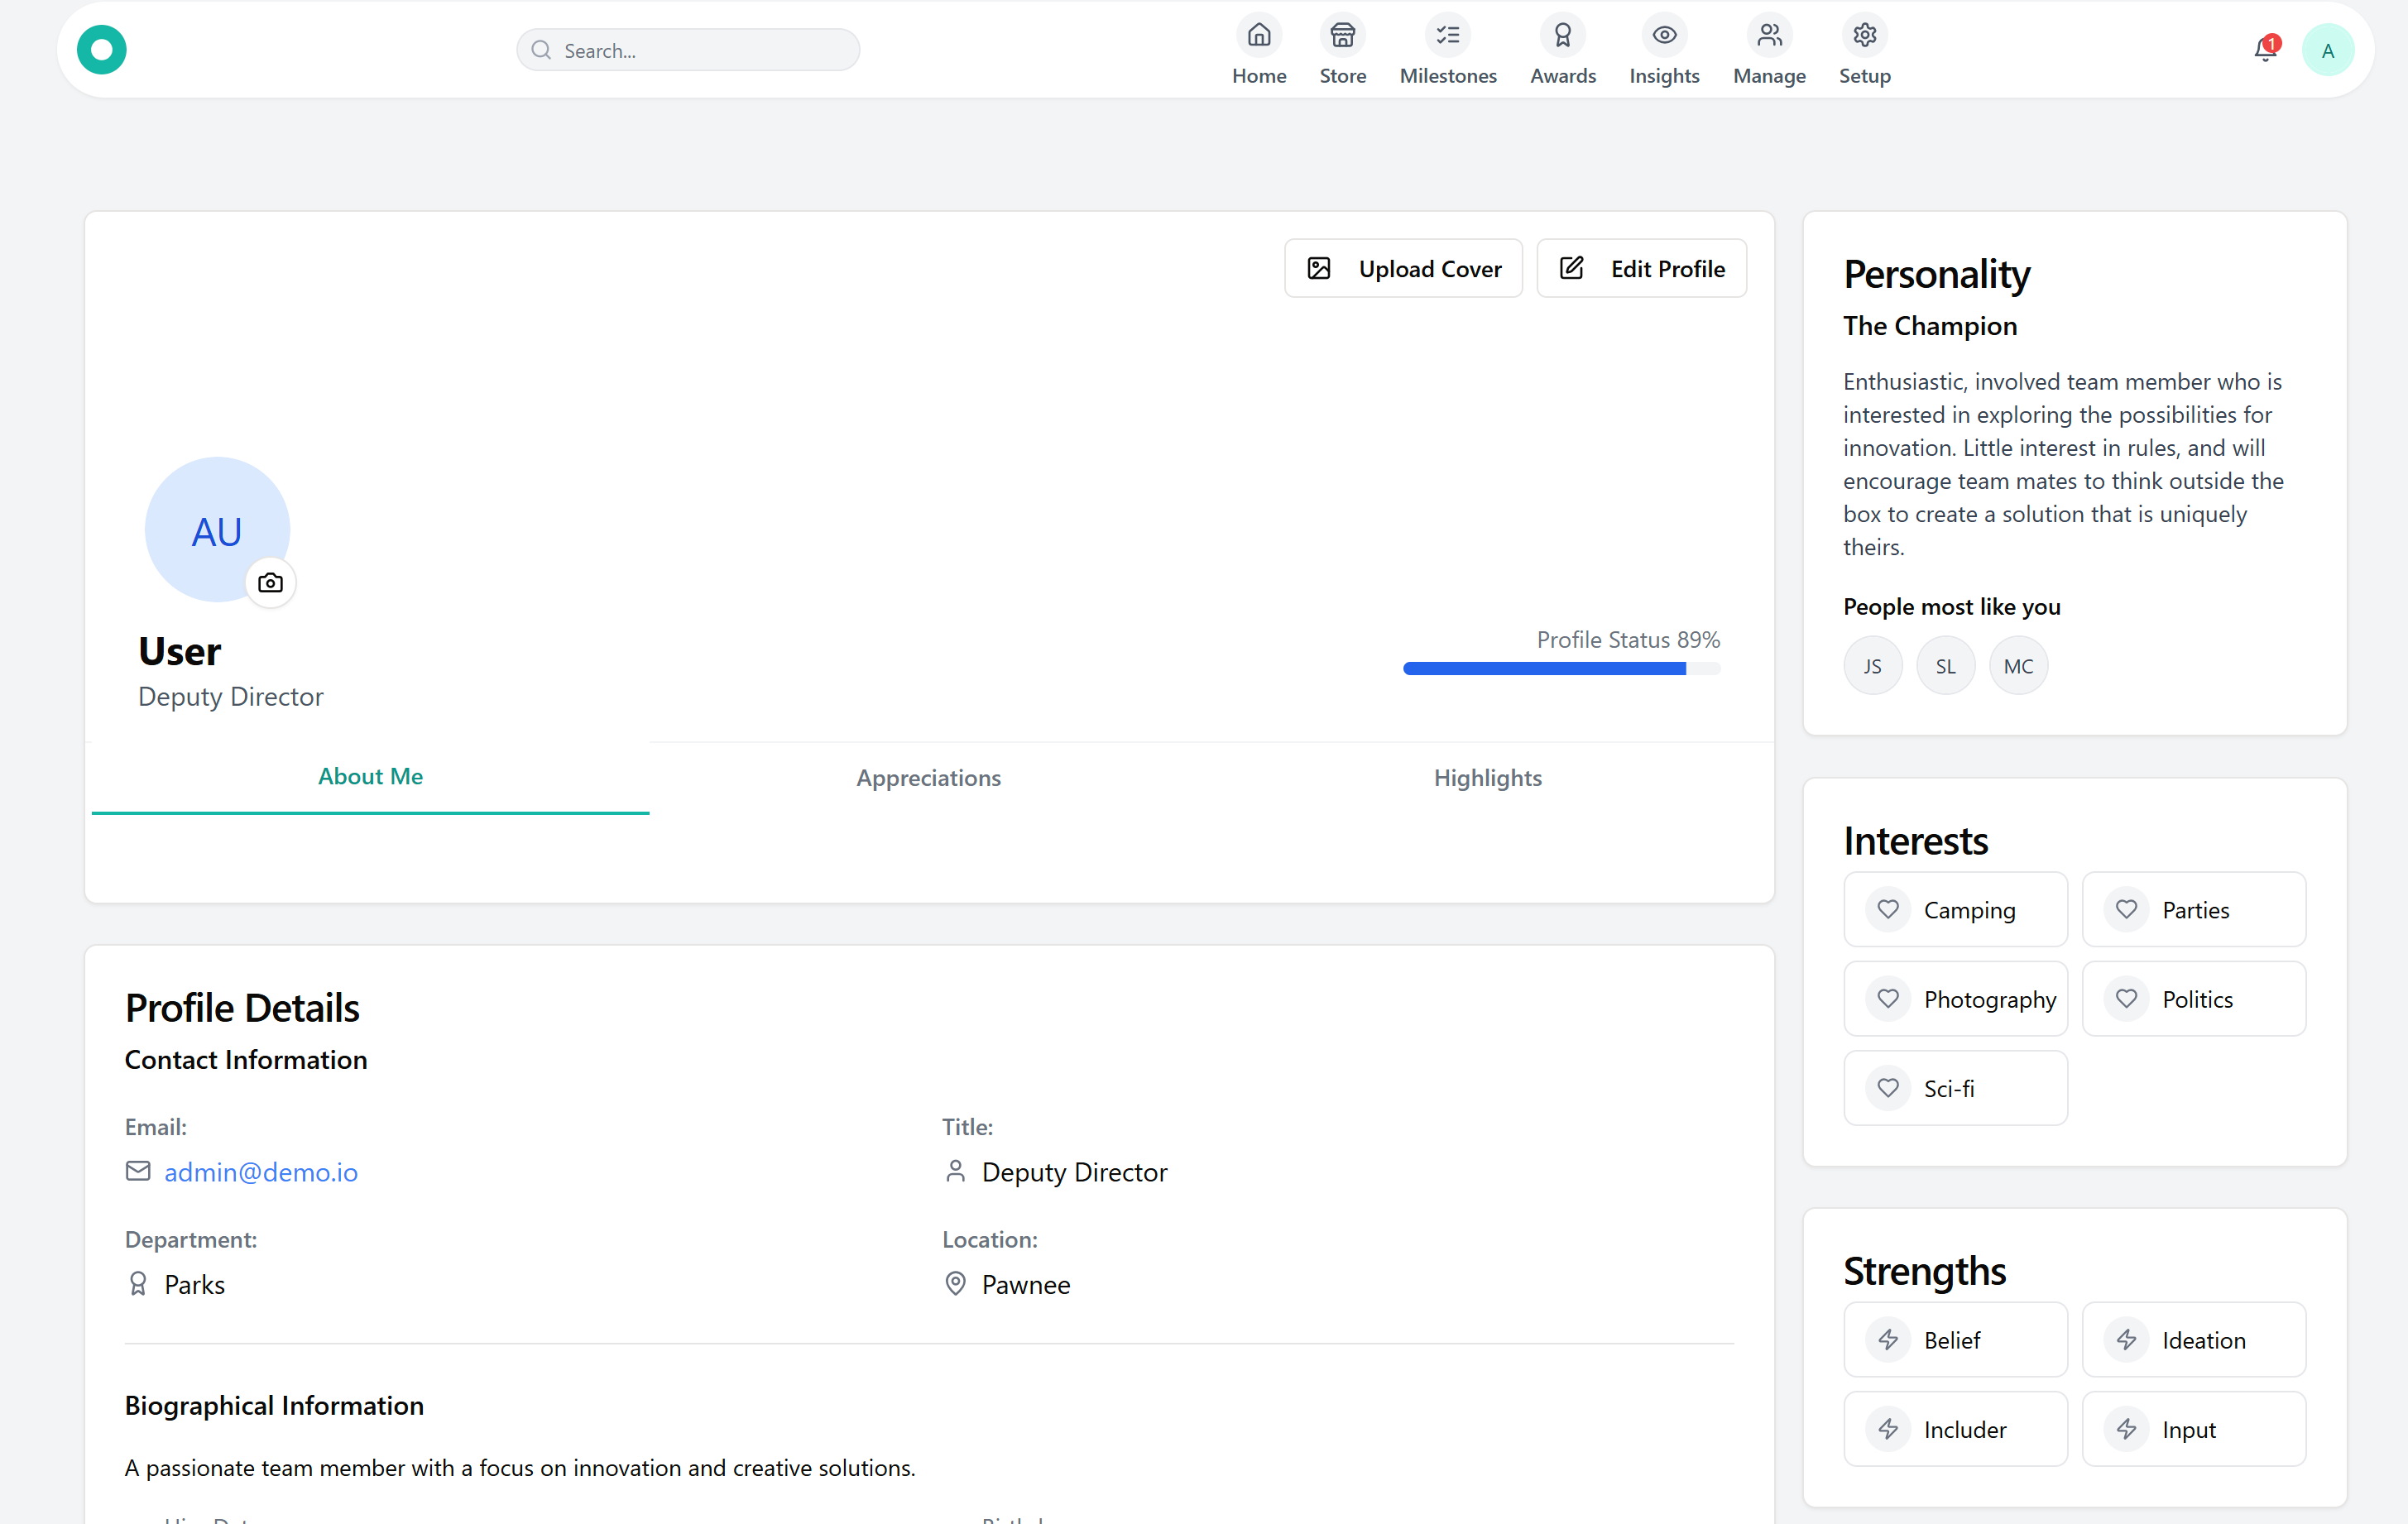 Search...
Home
Store
Milestones
Awards
Insights
Manage
Setup
1
A
Upload Cover
Edit Profile
AU
User
Deputy Director
Profile Status 89%
About Me
Appreciations
Highlights
Profile Details
Contact Information
Email:
admin@demo.io
Title:
Deputy Director
Department:
Parks
Location:
Pawnee
Biographical Information
A passionate team member with a focus on innovation and creative solutions.
Personality
The Champion
Enthusiastic, involved team member who is
interested in exploring the possibilities for
innovation. Little interest in rules, and will
encourage team mates to think outside the
box to create a solution that is uniquely
theirs.
People most like you
JS
SL
MC
Interests
Camping
Parties
Photography
Politics
Sci-fi
Strengths
Belief
Ideation
Includer
Input